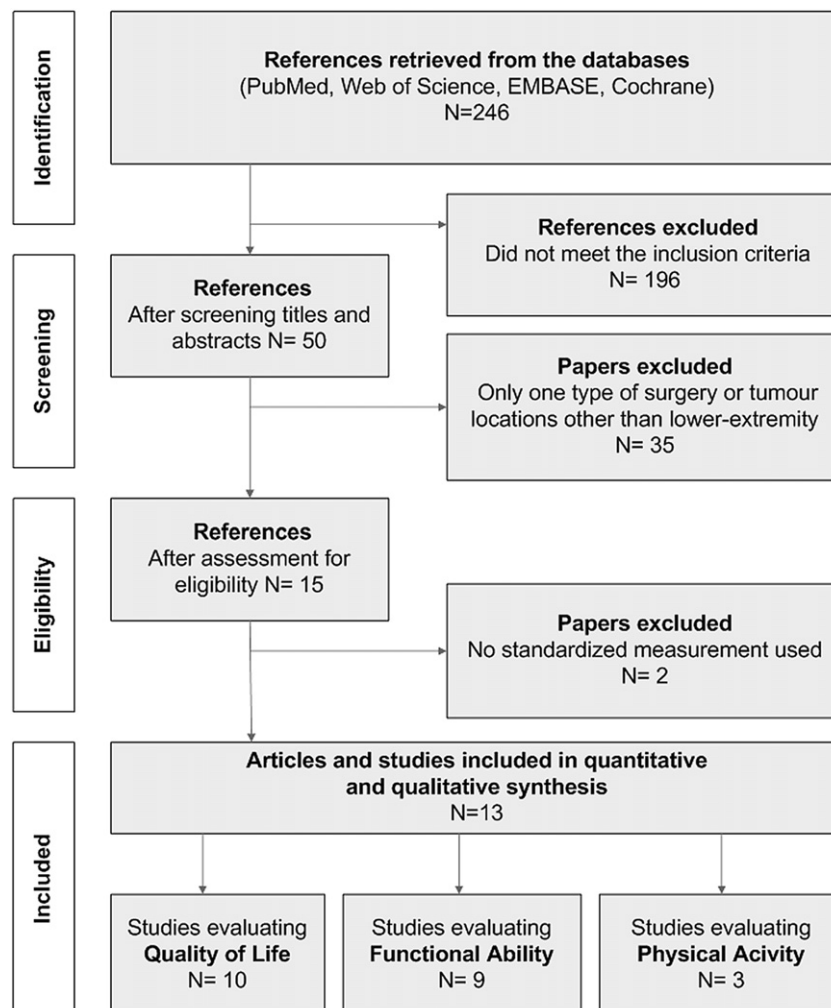 Identification
References retrieved from the databases
(PubMed, Web of Science, EMBASE, Cochrane)
N=246
References excluded
Did not meet the inclusion criteria
N= 196
Screening
References
After screening titles and
abstracts N= 50
Papers excluded
Only one type of surgery or tumour
locations other than lower-extremity
N= 35
Eligibility
References
After assessment for
eligibility N= 15
Papers excluded
No standardized measurement used
N= 2
Included
Articles and studies included in quantitative
and qualitative synthesis
N=13
Studies evaluating
Quality of Life
N= 10
Studies evaluating
Functional Ability
N= 9
Studies evaluating
Physical Acivity
N= 3